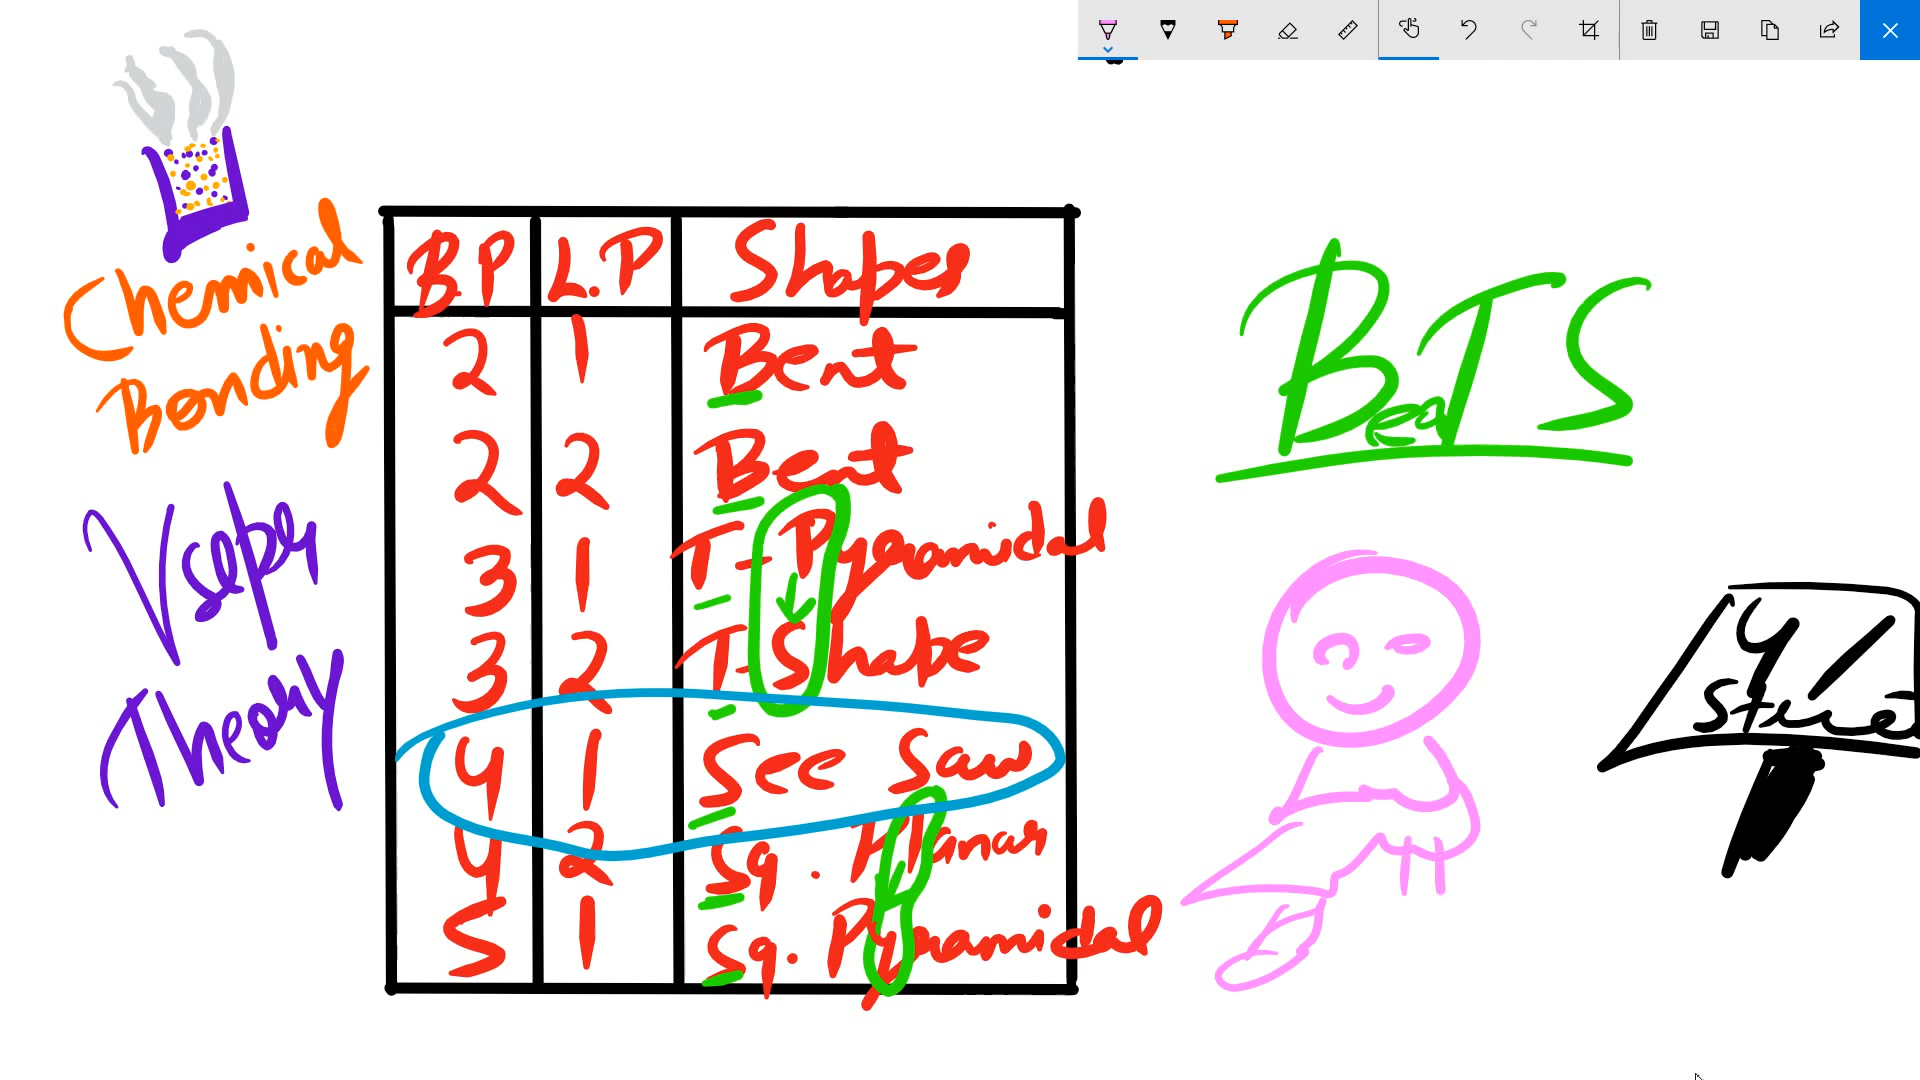 Chemical
Bonding
Vsepr
Theory
B.P L.P Shapes
2 1 Bent
2 2 Bent
3 1 T-Pyramidal
3 2 T-Shape
4 1 See Saw
4 2 Sq. Planar
5 1 Sq. Pyramidal
BeaTS